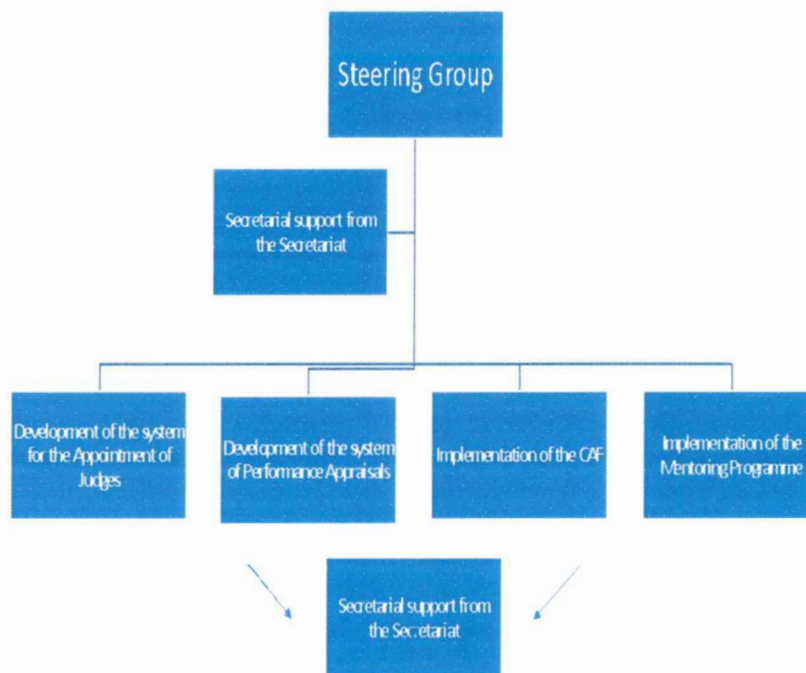 Steering Group
Secretarial support from
the Secretariat
Development of the system
for the Appointment of
Judges
Development of the system
of Performance Appraisals
Implementation of the CAF
Implementation of the
Mentoring Programme
Secretarial support from
the Secretariat